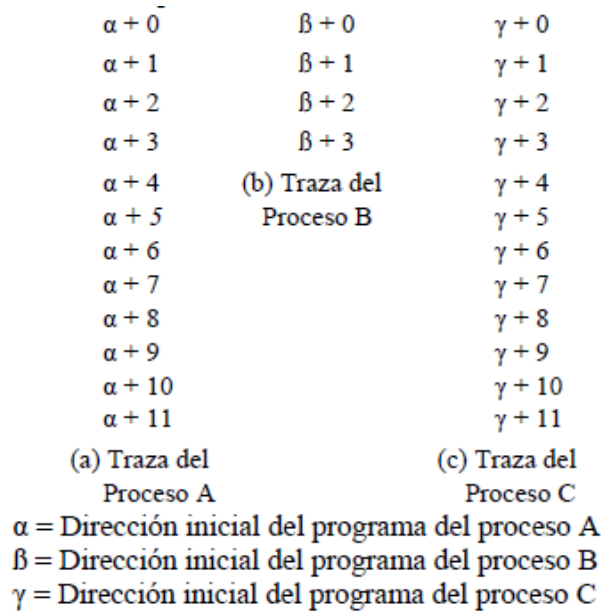 α + 0 ß + 0 γ + 0
α + 1 ß + 1 γ + 1
α + 2 ß + 2 γ + 2
α + 3 ß + 3 γ + 3
α + 4 (b) Traza del γ + 4
α + 5 Proceso B γ + 5
α + 6 γ + 6
α + 7 γ + 7
α + 8 γ + 8
α + 9 γ + 9
α + 10 γ + 10
α + 11 γ + 11
(a) Traza del (c) Traza del
Proceso A Proceso C
α = Dirección inicial del programa del proceso A
ß = Dirección inicial del programa del proceso B
γ = Dirección inicial del programa del proceso C